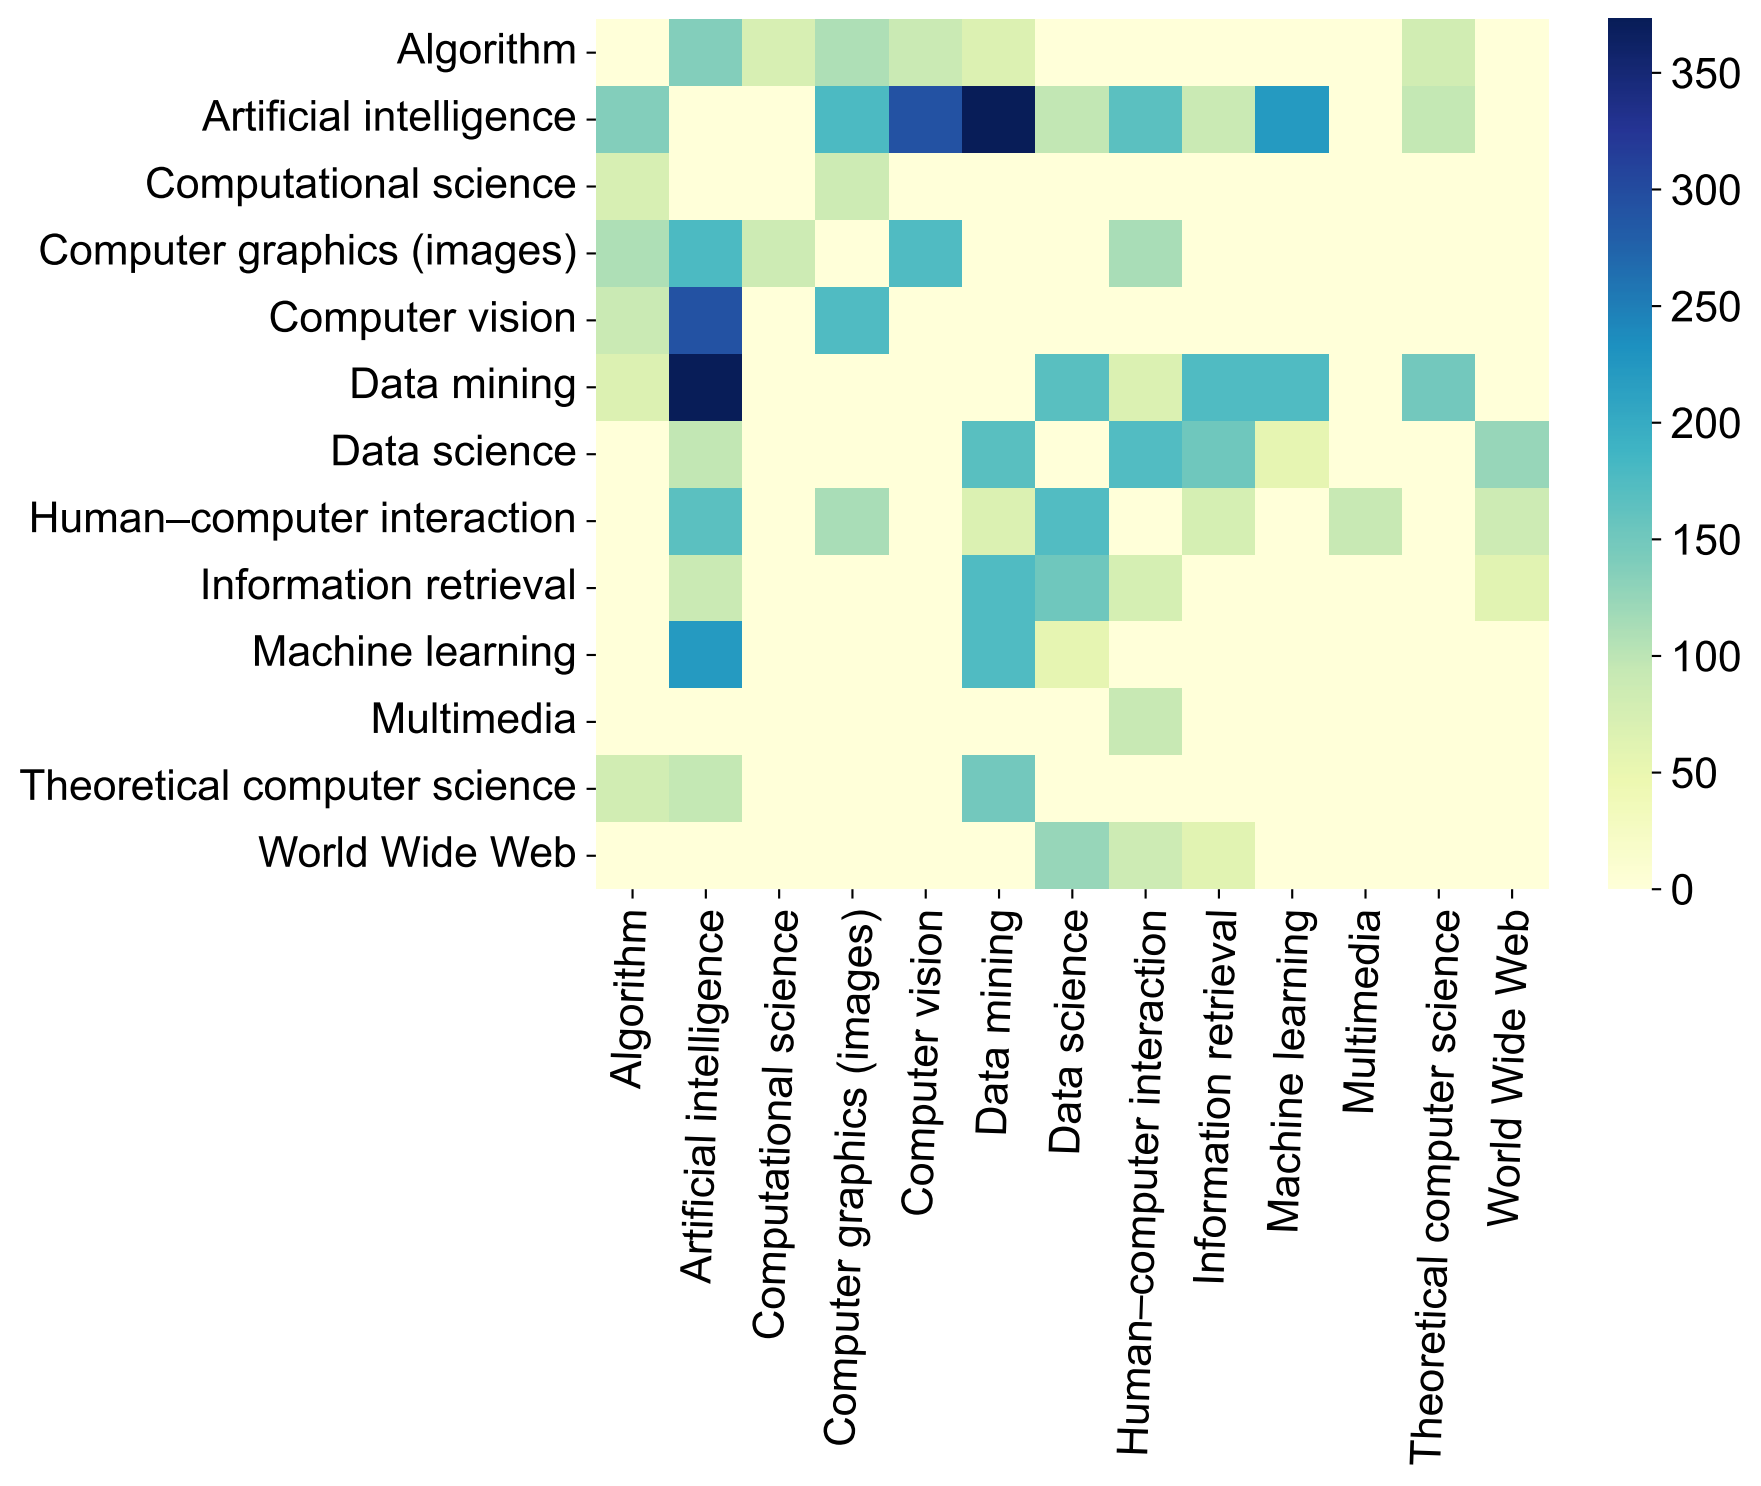 Algorithm
Artificial intelligence
Computational science
Computer graphics (images)
Computer vision
Data mining
Data science
Human–computer interaction
Information retrieval
Machine learning
Multimedia
Theoretical computer science
World Wide Web
Algorithm
Artificial intelligence
Computational science
Computer graphics (images)
Computer vision
Data mining
Data science
Human–computer interaction
Information retrieval
Machine learning
Multimedia
Theoretical computer science
World Wide Web
350
300
250
200
150
100
50
0